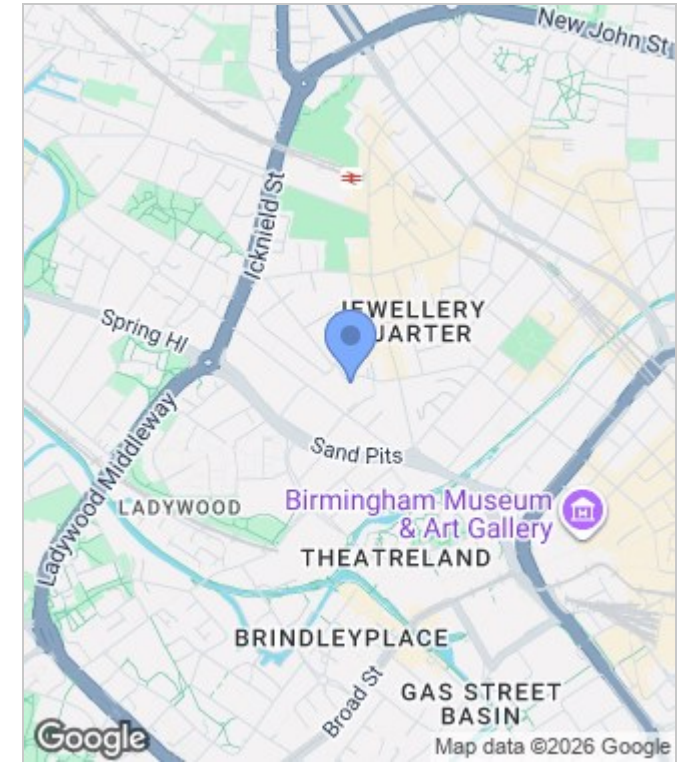 New John St
Icknield St
JEWELLERY
QUARTER
Spring Hl
Ladywood Middleway
Sand Pits
LADYWOOD
Birmingham Museum
& Art Gallery
THEATRELAND
BRINDLEYPLACE
Broad St
GAS STREET
BASIN
Google
Map data ©2026 Google